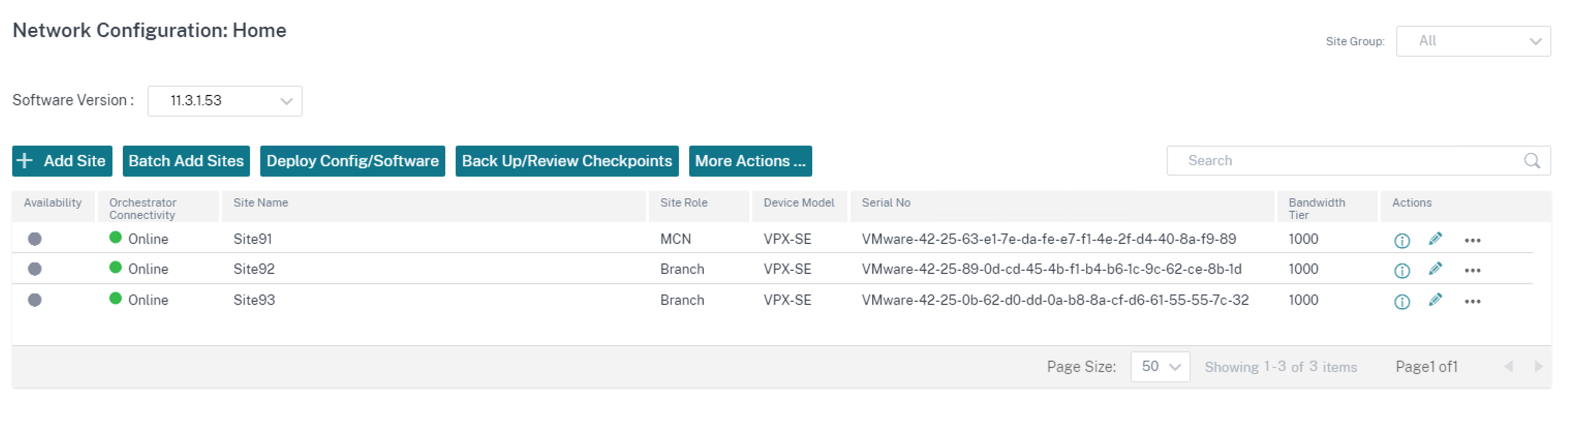 Network Configuration: Home
Site Group: All
Software Version : 11.3.1.53
+ Add Site Batch Add Sites Deploy Config/Software Back Up/Review Checkpoints More Actions ... Search
Availability Orchestrator Connectivity Site Name Site Role Device Model Serial No Bandwidth Tier Actions
Online Site91 MCN VPX-SE VMware-42-25-63-e1-7e-da-fe-e7-f1-4e-2f-d4-40-8a-f9-89 1000
Online Site92 Branch VPX-SE VMware-42-25-89-0d-cd-45-4b-f1-b4-b6-1c-9c-62-ce-8b-1d 1000
Online Site93 Branch VPX-SE VMware-42-25-0b-62-d0-dd-0a-b8-8a-cf-d6-61-55-55-7c-32 1000
Page Size: 50 Showing 1-3 of 3 items Page1 of1